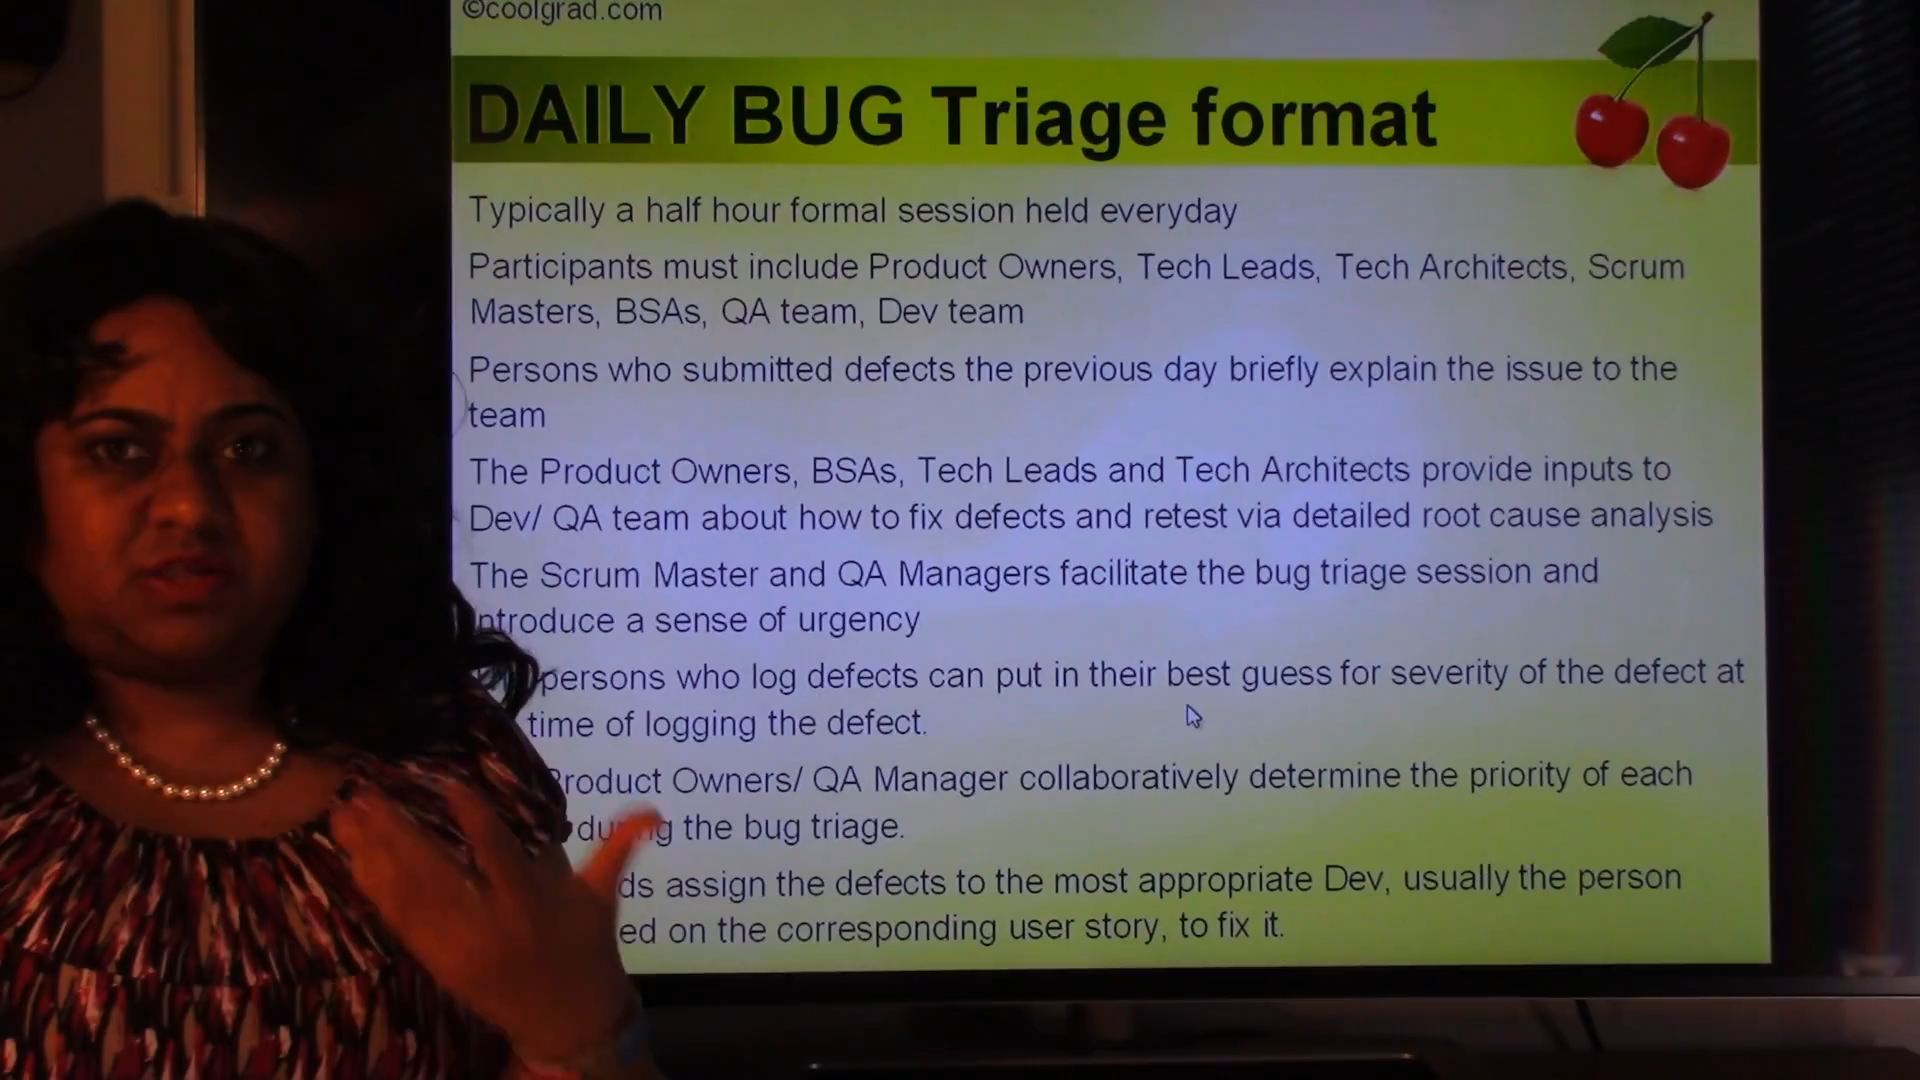 ©coolgrad.com
DAILY BUG Triage format
Typically a half hour formal session held everyday
Participants must include Product Owners, Tech Leads, Tech Architects, Scrum
Masters, BSAs, QA team, Dev team
Persons who submitted defects the previous day briefly explain the issue to the
team
The Product Owners, BSAs, Tech Leads and Tech Architects provide inputs to
Dev/ QA team about how to fix defects and retest via detailed root cause analysis
The Scrum Master and QA Managers facilitate the bug triage session and
introduce a sense of urgency
persons who log defects can put in their best guess for severity of the defect at
time of logging the defect.
Product Owners/ QA Manager collaboratively determine the priority of each
during the bug triage.
assign the defects to the most appropriate Dev, usually the person
on the corresponding user story, to fix it.